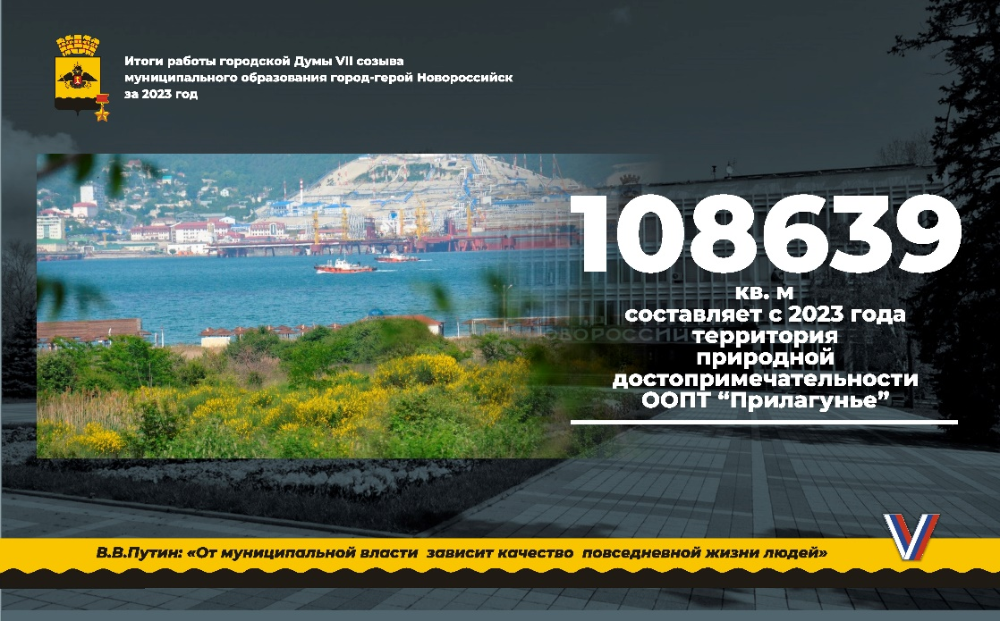 Итоги работы городской Думы VII созыва
муниципального образования город-герой Новороссийск
за 2023 год
108639
кв. м
составляет с 2023 года
территория
природной
достопримечательности
ООПТ “Прилагунье”
В.В.Путин: «От муниципальной власти зависит качество повседневной жизни людей»